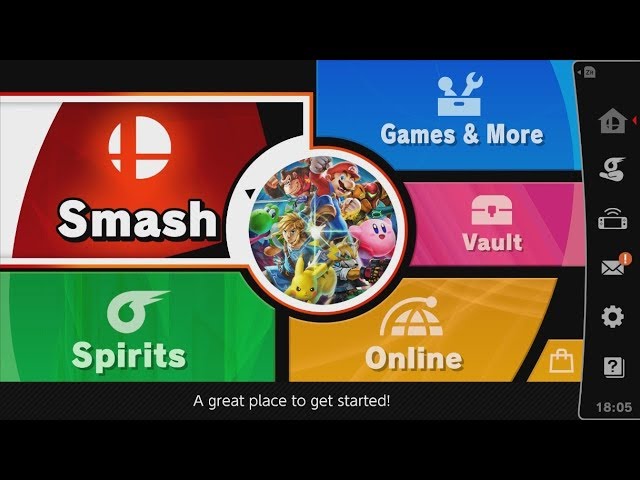 Games & More
Smash
Vault
Spirits
Online
A great place to get started!
18:05